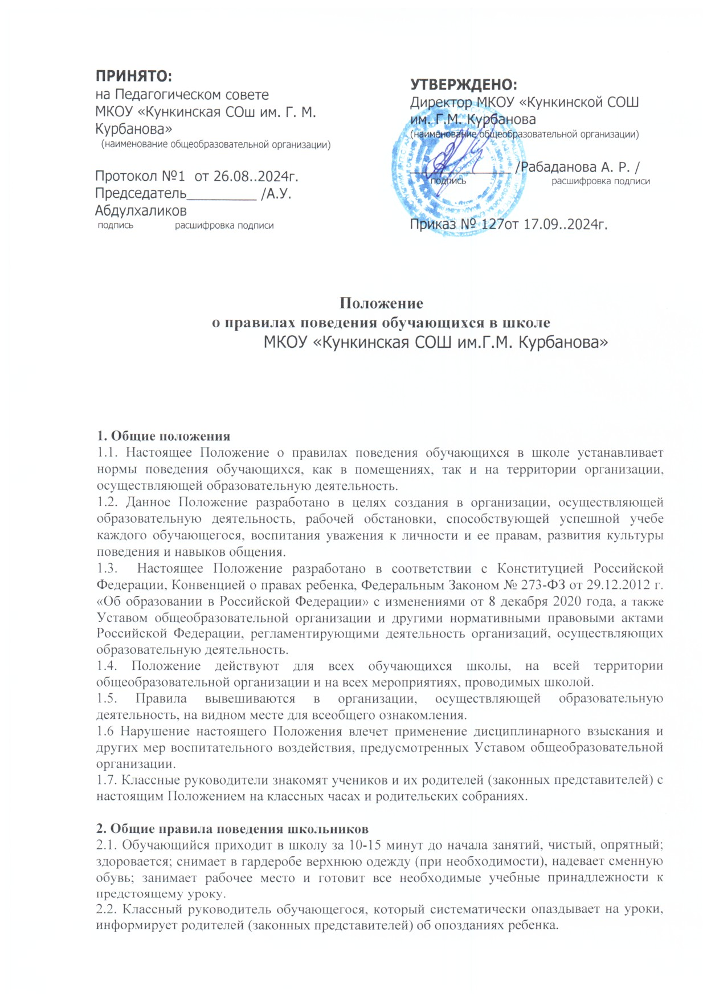 ПРИНЯТО:
на Педагогическом совете
МКОУ «Кункинская СОш им. Г. М.
Курбанова»
(наименование общеобразовательной организации)
Протокол №1 от 26.08..2024г.
Председатель__________ /А.У.
Абдулхаликов
подпись расшифровка подписи
УТВЕРЖДЕНО:
Директор МКОУ «Кункинской СОШ
им. Г.М. Курбанова
(наименование общеобразовательной организации)
______________ /Рабаданова А. Р. /
подпись расшифровка подписи
Приказ № 127от 17.09..2024г.
Положение
о правилах поведения обучающихся в школе
МКОУ «Кункинская СОШ им.Г.М. Курбанова»
1. Общие положения
1.1. Настоящее Положение о правилах поведения обучающихся в школе устанавливает
нормы поведения обучающихся, как в помещениях, так и на территории организации,
осуществляющей образовательную деятельность.
1.2. Данное Положение разработано в целях создания в организации, осуществляющей
образовательную деятельность, рабочей обстановки, способствующей успешной учебе
каждого обучающегося, воспитания уважения к личности и ее правам, развития культуры
поведения и навыков общения.
1.3. Настоящее Положение разработано в соответствии с Конституцией Российской
Федерации, Конвенцией о правах ребенка, Федеральным Законом № 273-ФЗ от 29.12.2012 г.
«Об образовании в Российской Федерации» с изменениями от 8 декабря 2020 года, а также
Уставом общеобразовательной организации и другими нормативными правовыми актами
Российской Федерации, регламентирующими деятельность организаций, осуществляющих
образовательную деятельность.
1.4. Положение действуют для всех обучающихся школы, на всей территории
общеобразовательной организации и на всех мероприятиях, проводимых школой.
1.5. Правила вывешиваются в организации, осуществляющей образовательную
деятельность, на видном месте для всеобщего ознакомления.
1.6 Нарушение настоящего Положения влечет применение дисциплинарного взыскания и
других мер воспитательного воздействия, предусмотренных Уставом общеобразовательной
организации.
1.7. Классные руководители знакомят учеников и их родителей (законных представителей) с
настоящим Положением на классных часах и родительских собраниях.
2. Общие правила поведения школьников
2.1. Обучающийся приходит в школу за 10-15 минут до начала занятий, чистый, опрятный;
здоровается; снимает в гардеробе верхнюю одежду (при необходимости), надевает сменную
обувь; занимает рабочее место и готовит все необходимые учебные принадлежности к
предстоящему уроку.
2.2. Классный руководитель обучающегося, который систематически опаздывает на уроки,
информирует родителей (законных представителей) об опозданиях ребенка.